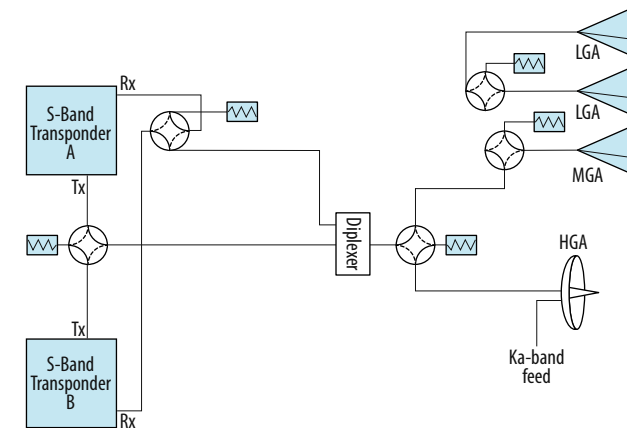 LGA
Rx
S-Band
Transponder
A
LGA
Tx
MGA
Diplexer
HGA
Tx
S-Band
Transponder
B
Ka-band
feed
Rx